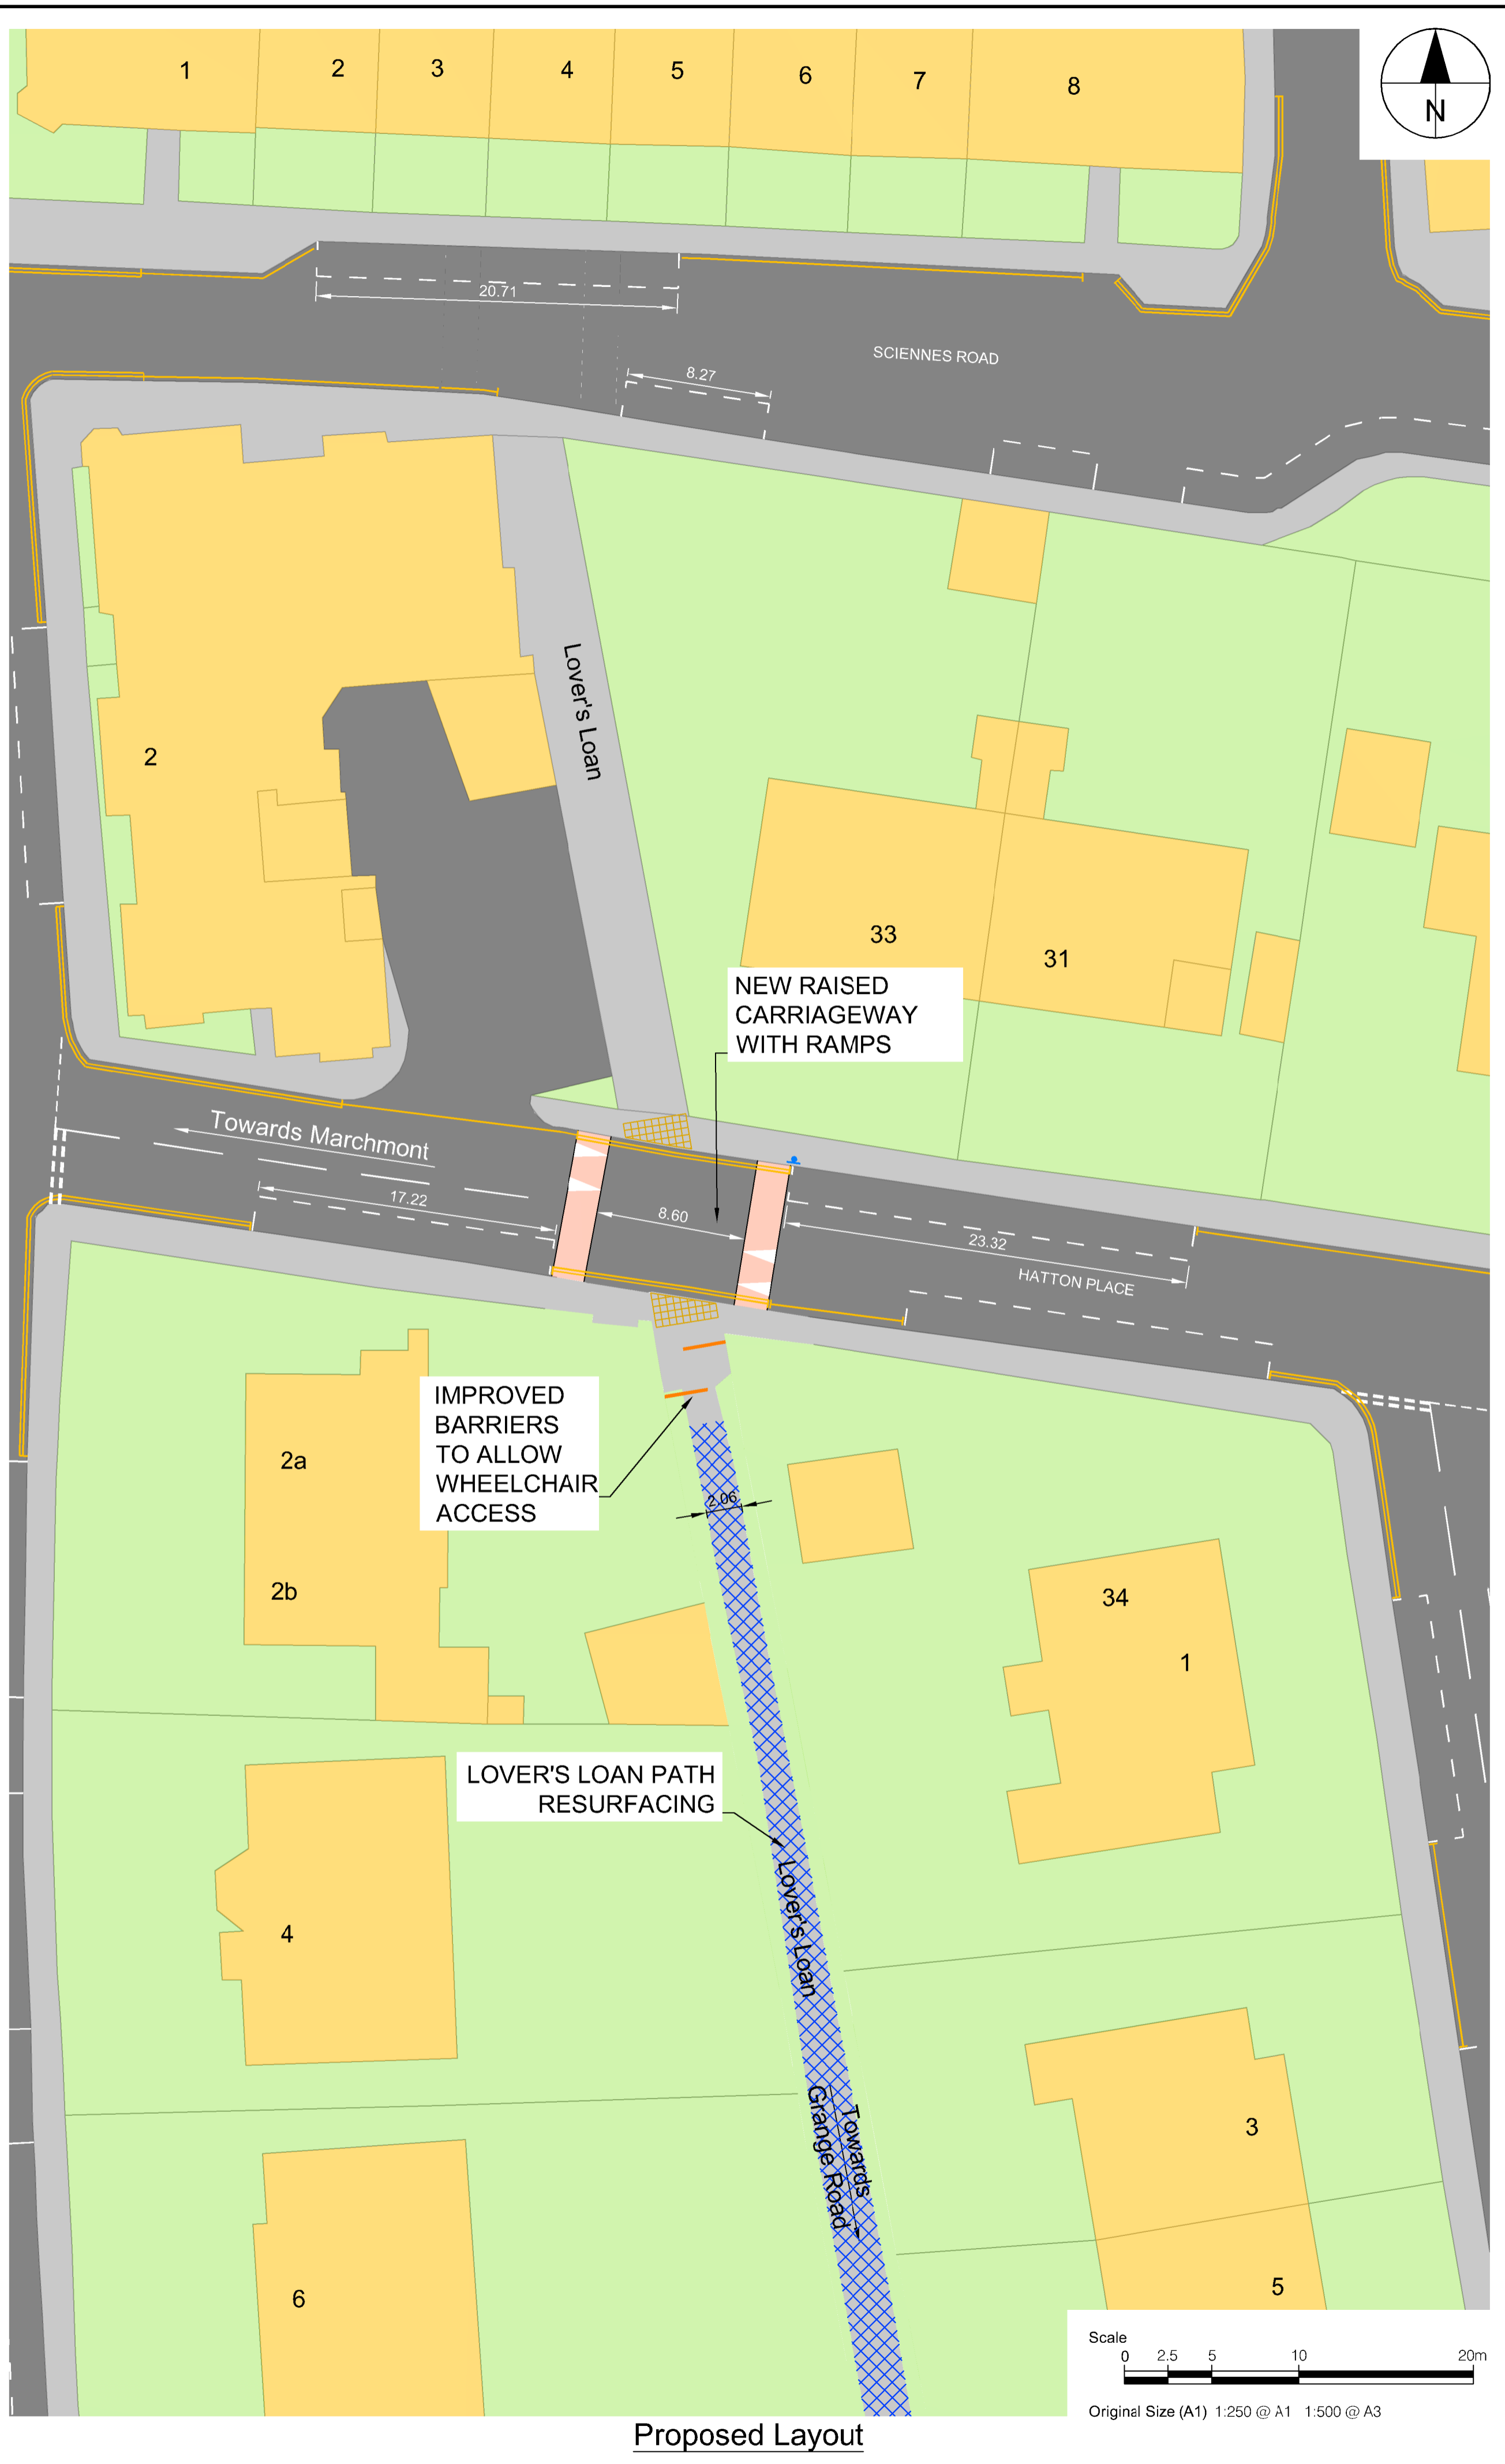 1
2
3
4
5
6
7
8
N
20.71
SCIENNES ROAD
8.27
Lover's Loan
2
33
31
NEW RAISED
CARRIAGEWAY
WITH RAMPS
Towards Marchmont
17.22
8.60
23.32
HATTON PLACE
IMPROVED
BARRIERS
TO ALLOW
WHEELCHAIR
ACCESS
2a
2.06
2b
34
1
LOVER'S LOAN PATH
RESURFACING
Lover's Loan
4
Towards
Grange Road
3
6
5
Scale
0 2.5 5 10 20m
Original Size (A1) 1:250 @ A1 1:500 @ A3
Proposed Layout